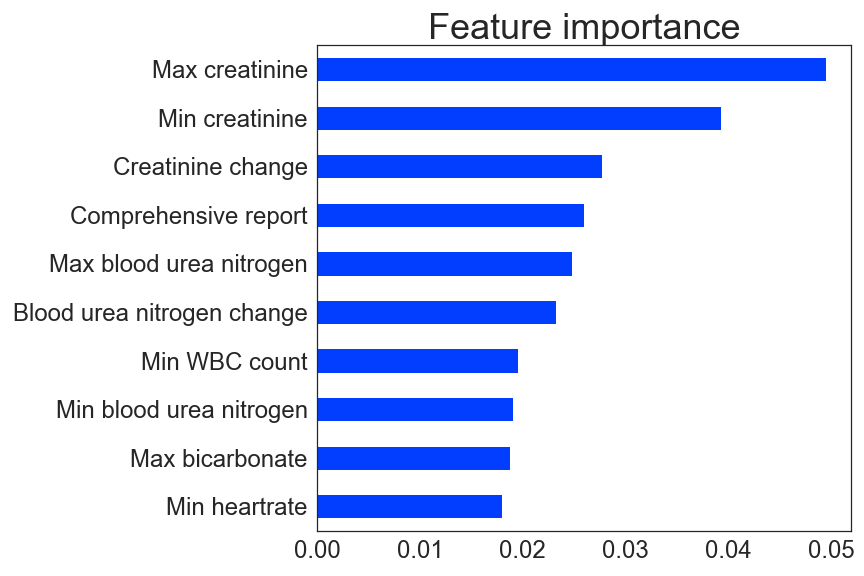 Feature importance
Max creatinine
Min creatinine
Creatinine change
Comprehensive report
Max blood urea nitrogen
Blood urea nitrogen change
Min WBC count
Min blood urea nitrogen
Max bicarbonate
Min heartrate
0.00 0.01 0.02 0.03 0.04 0.05